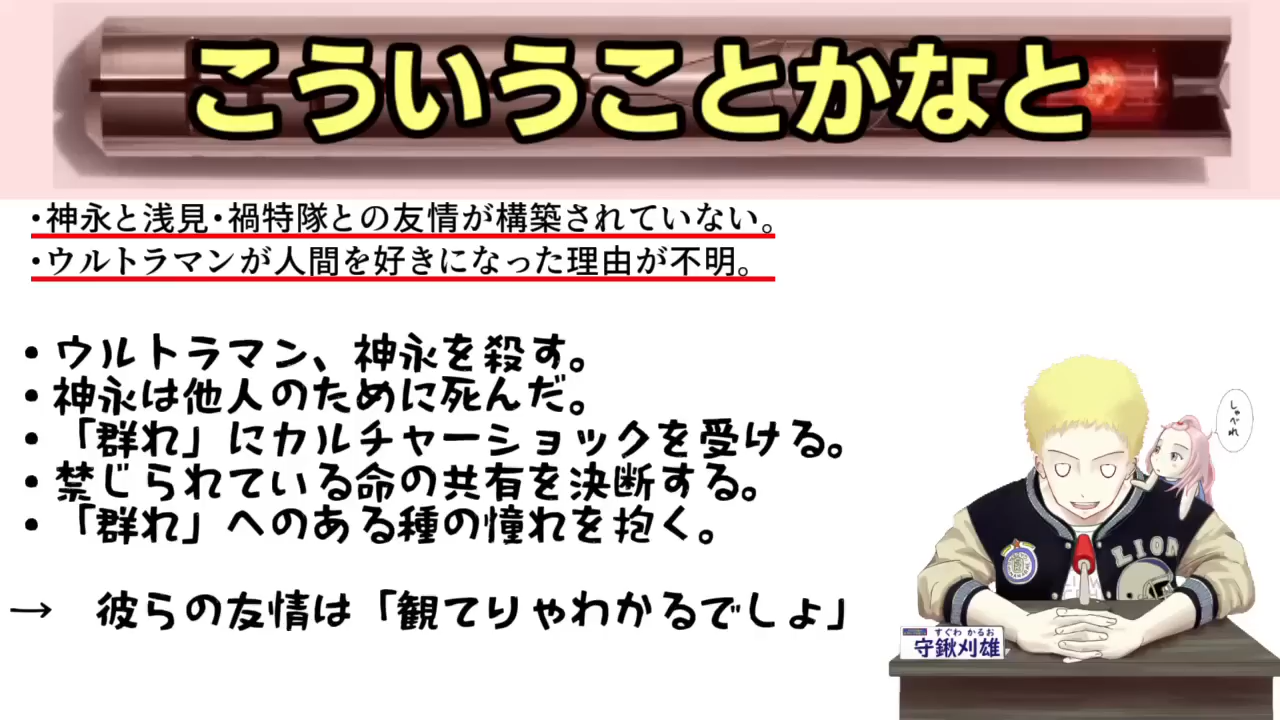 こういうことかなと
・神永と浅見・禍特隊との友情が構築されていない。
・ウルトラマンが人間を好きになった理由が不明。
・ウルトラマン、神永を殺す。
・神永は他人のために死んだ。
・「群れ」にカルチャーショックを受ける。
・禁じられている命の共有を決断する。
・「群れ」へのある種の憧れを抱く。
→ 彼らの友情は「観てりゃわかるでしょ」
しゃべれ
LION
すぐわ かるお
守鍬刈雄